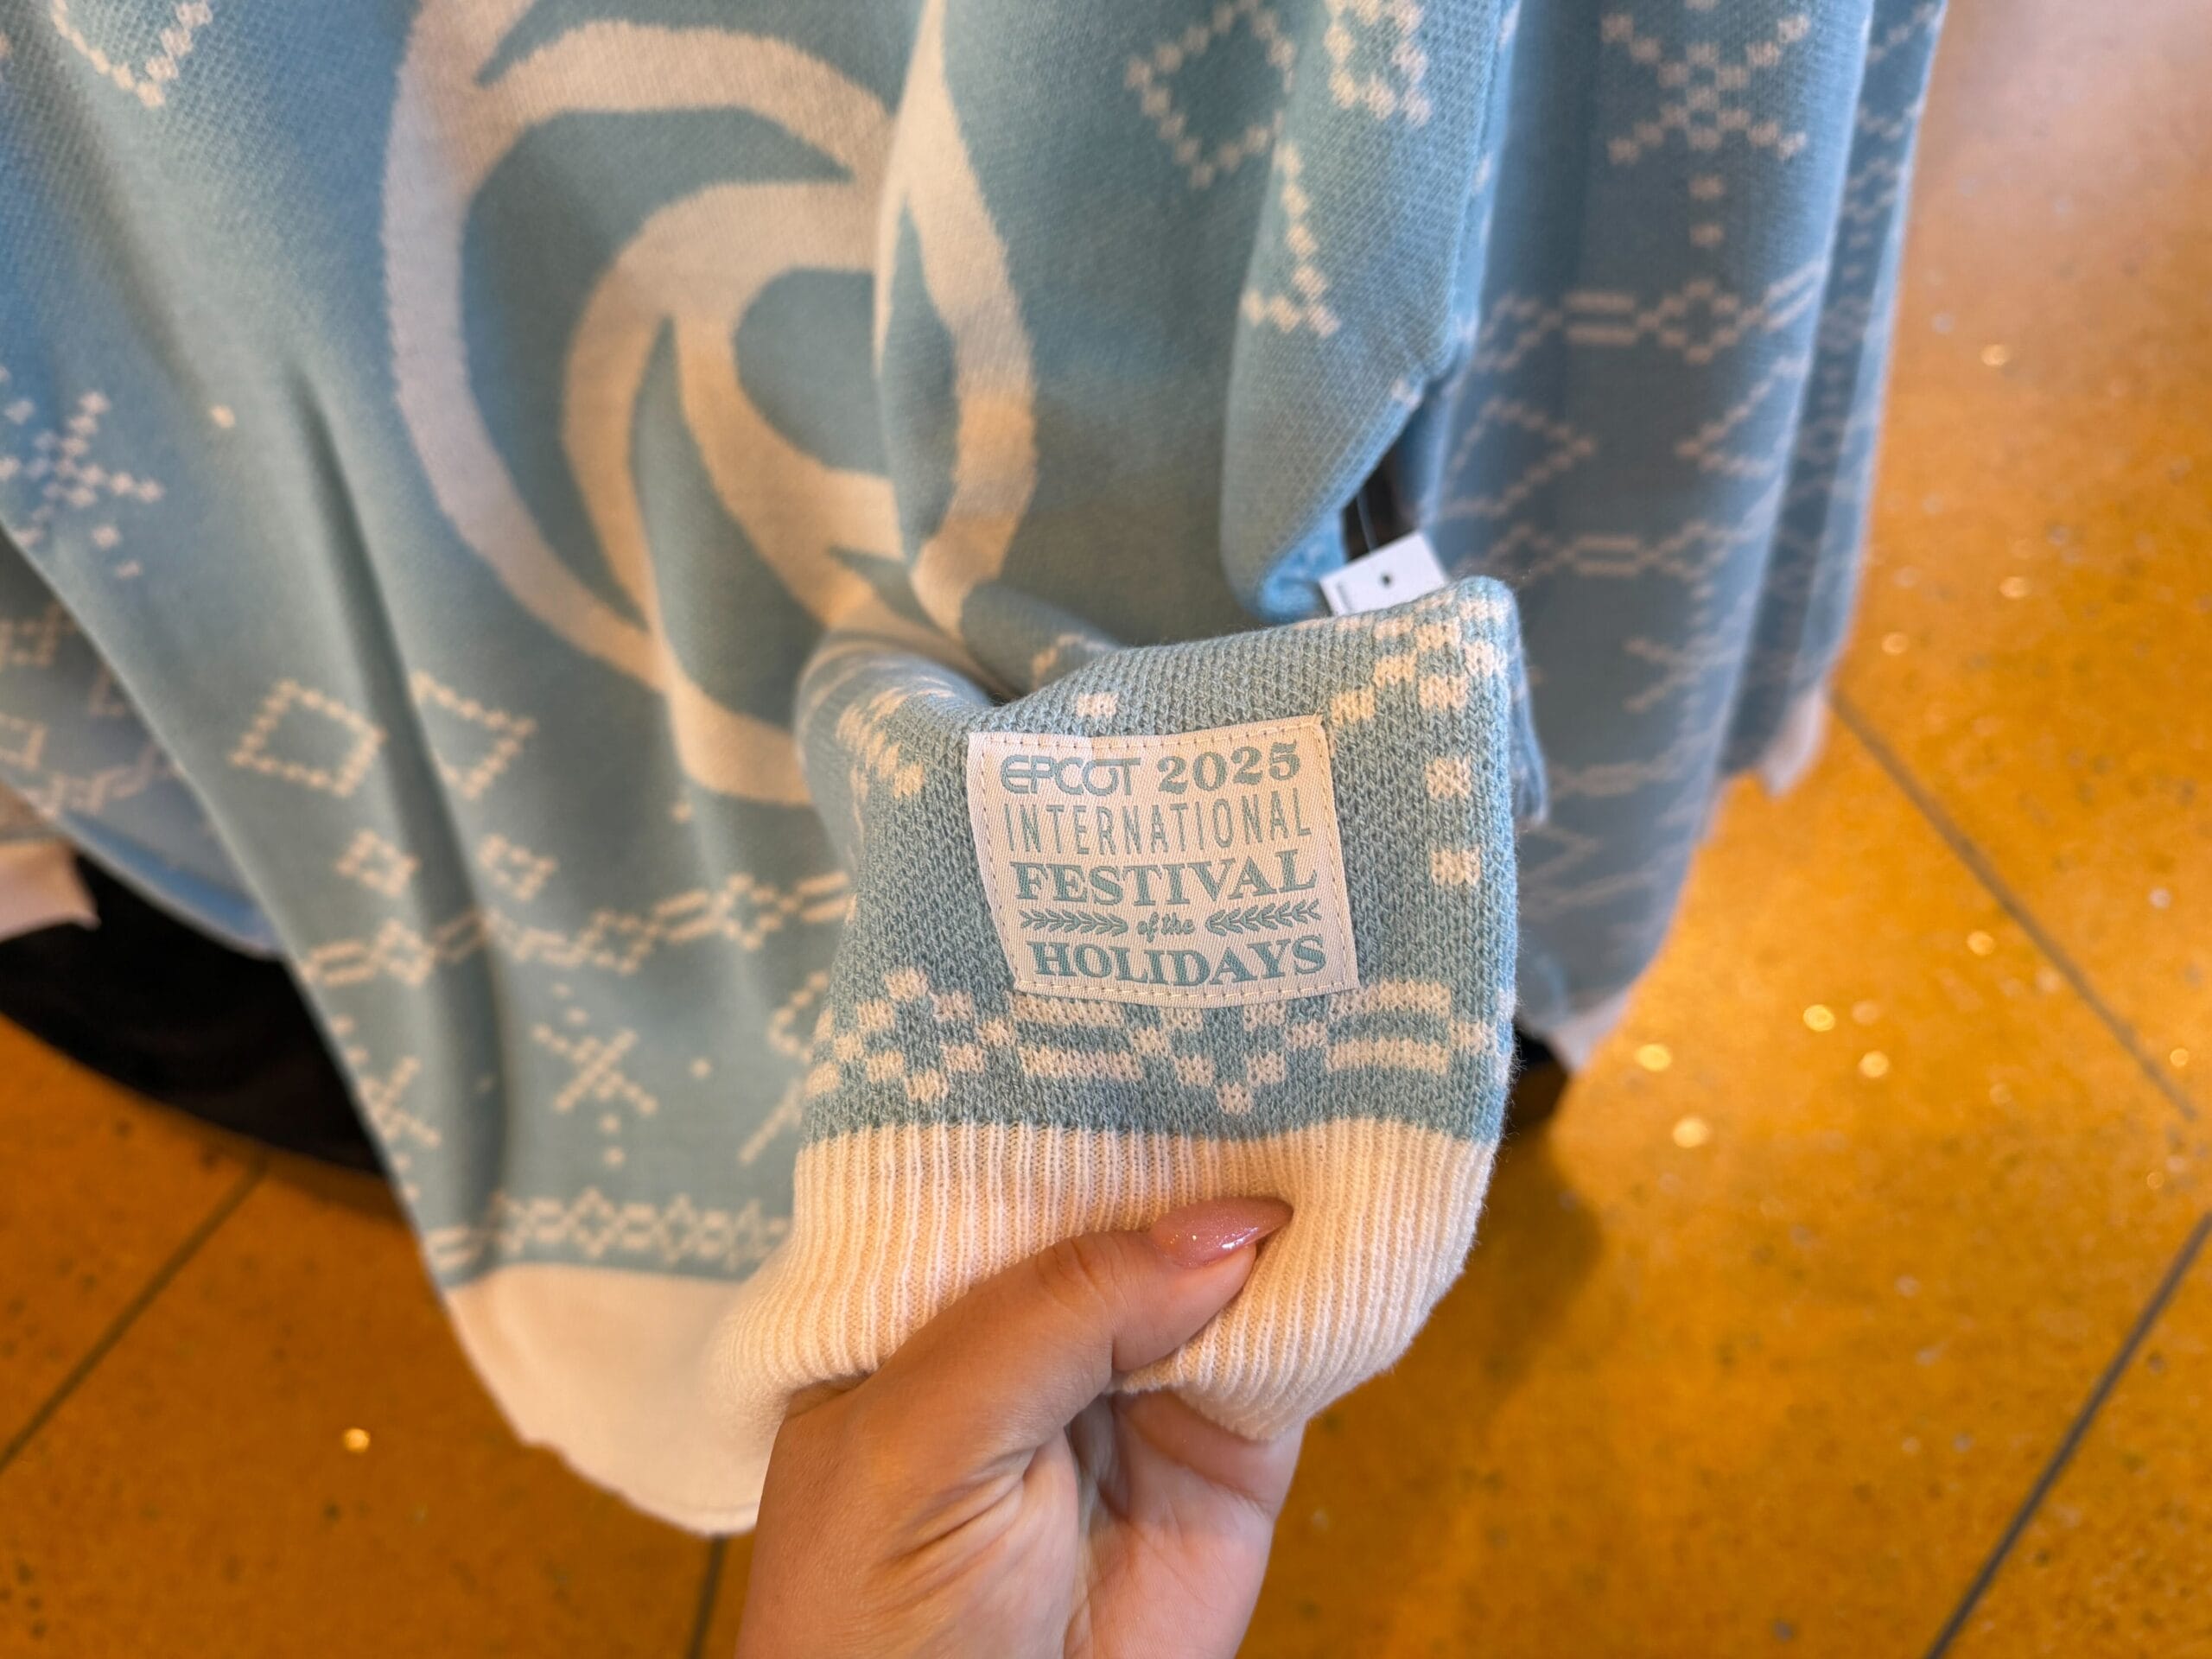 EPCOT 2025
INTERNATIONAL
FESTIVAL
of the
HOLIDAYS